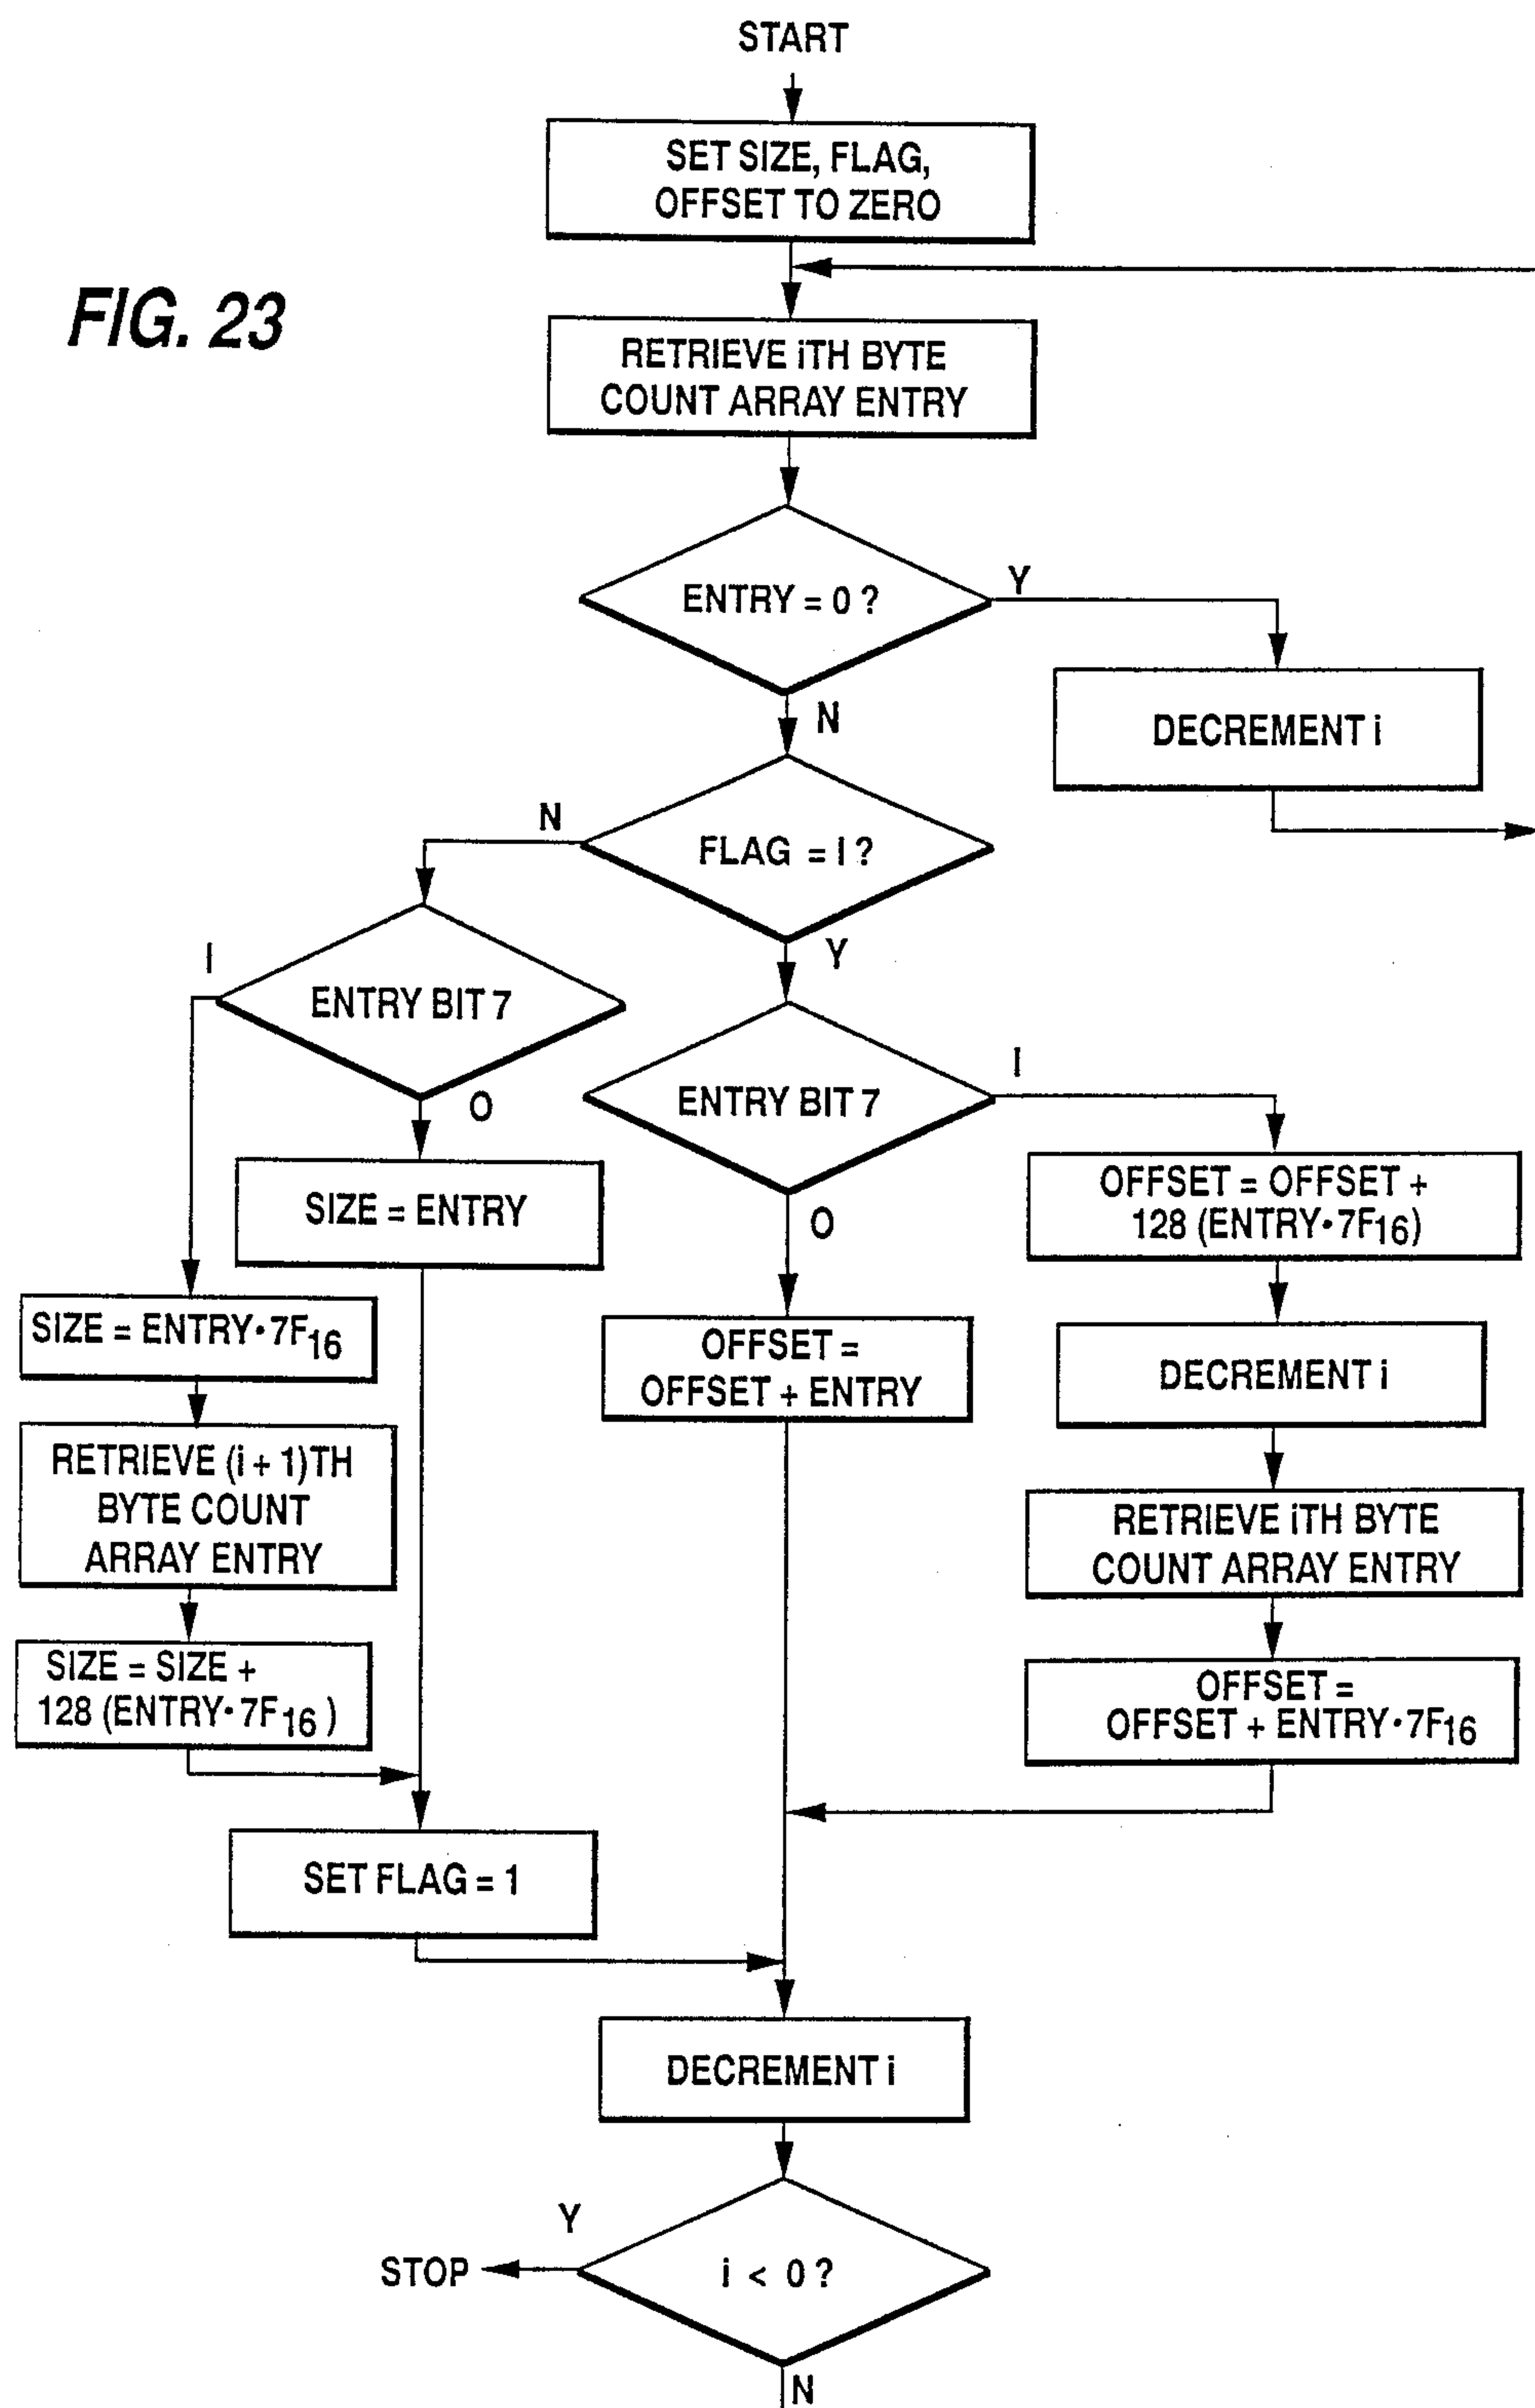 START
SET SIZE, FLAG,
OFFSET TO ZERO
FIG. 23
RETRIEVE iTH BYTE
COUNT ARRAY ENTRY
ENTRY = 0 ?
Y
N
DECREMENT i
FLAG = I ?
N
Y
ENTRY BIT 7
I
O
ENTRY BIT 7
I
O
SIZE = ENTRY
OFFSET = OFFSET +
128 (ENTRY·7F16)
SIZE = ENTRY·7F16
OFFSET =
OFFSET + ENTRY
DECREMENT i
RETRIEVE (i + 1)TH
BYTE COUNT
ARRAY ENTRY
RETRIEVE iTH BYTE
COUNT ARRAY ENTRY
SIZE = SIZE +
128 (ENTRY·7F16)
OFFSET =
OFFSET + ENTRY·7F16
SET FLAG = 1
DECREMENT i
i < 0 ?
Y
STOP
N